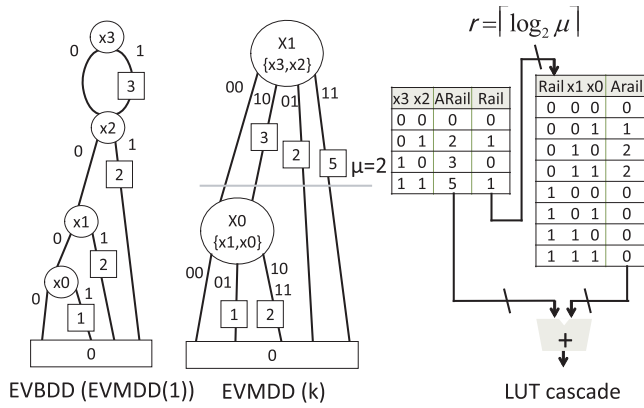 x3
0 1
3
x2
0 1
2
x1
0 1
2
x0
0 1
1
0
EVBDD (EVMDD(1))
X1
{x3,x2}
00 10 01 11
3
2
5
μ=2
X0
{x1,x0}
00 01 10
11
1
2
0
EVMDD (k)
r=⌈log₂ μ⌉
x3 x2 ARail Rail
0 0 0 0
0 1 2 1
1 0 3 0
1 1 5 1
Rail x1 x0 Arail
0 0 0 0
0 0 1 1
0 1 0 2
0 1 1 2
1 0 0 0
1 0 1 0
1 1 0 0
1 1 1 0
+
LUT cascade